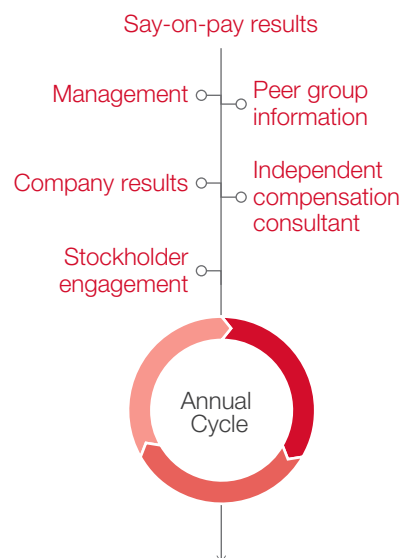 Say-on-pay results
Management
Peer group
information
Company results
Independent
compensation
consultant
Stockholder
engagement
Annual
Cycle